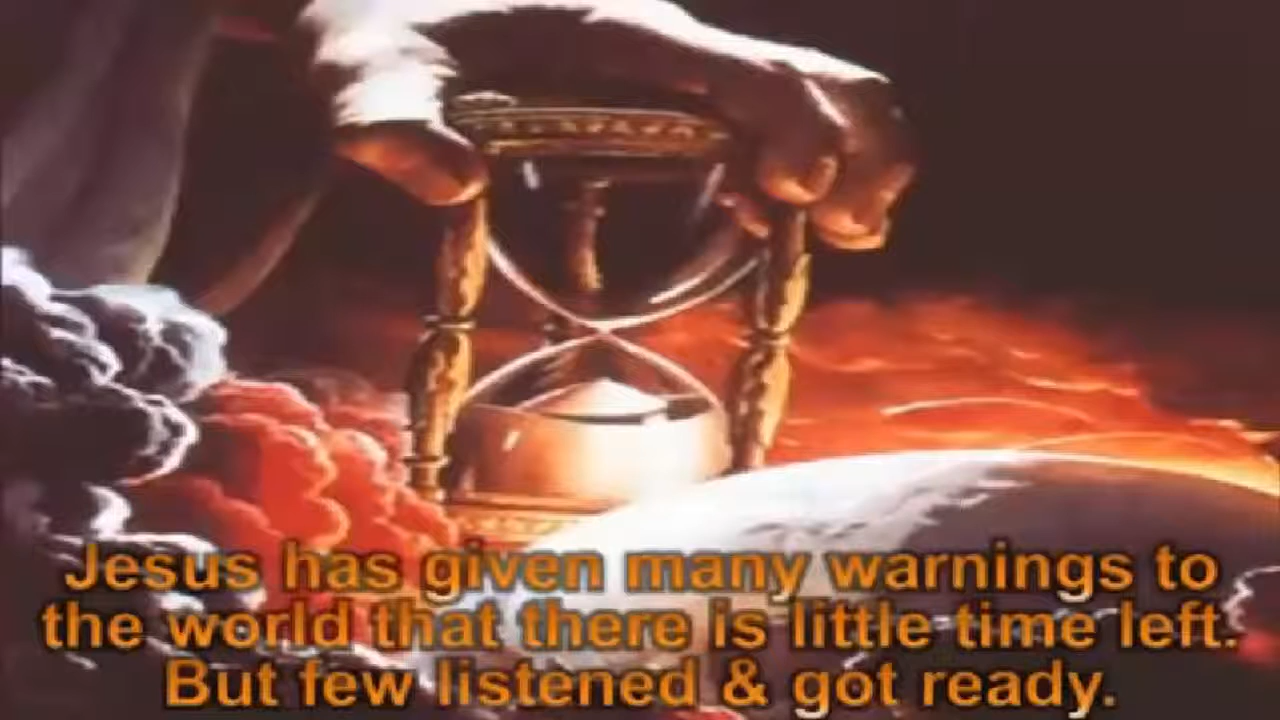 Jesus has given many warnings to
the world that there is little time left.
But few listened & got ready.